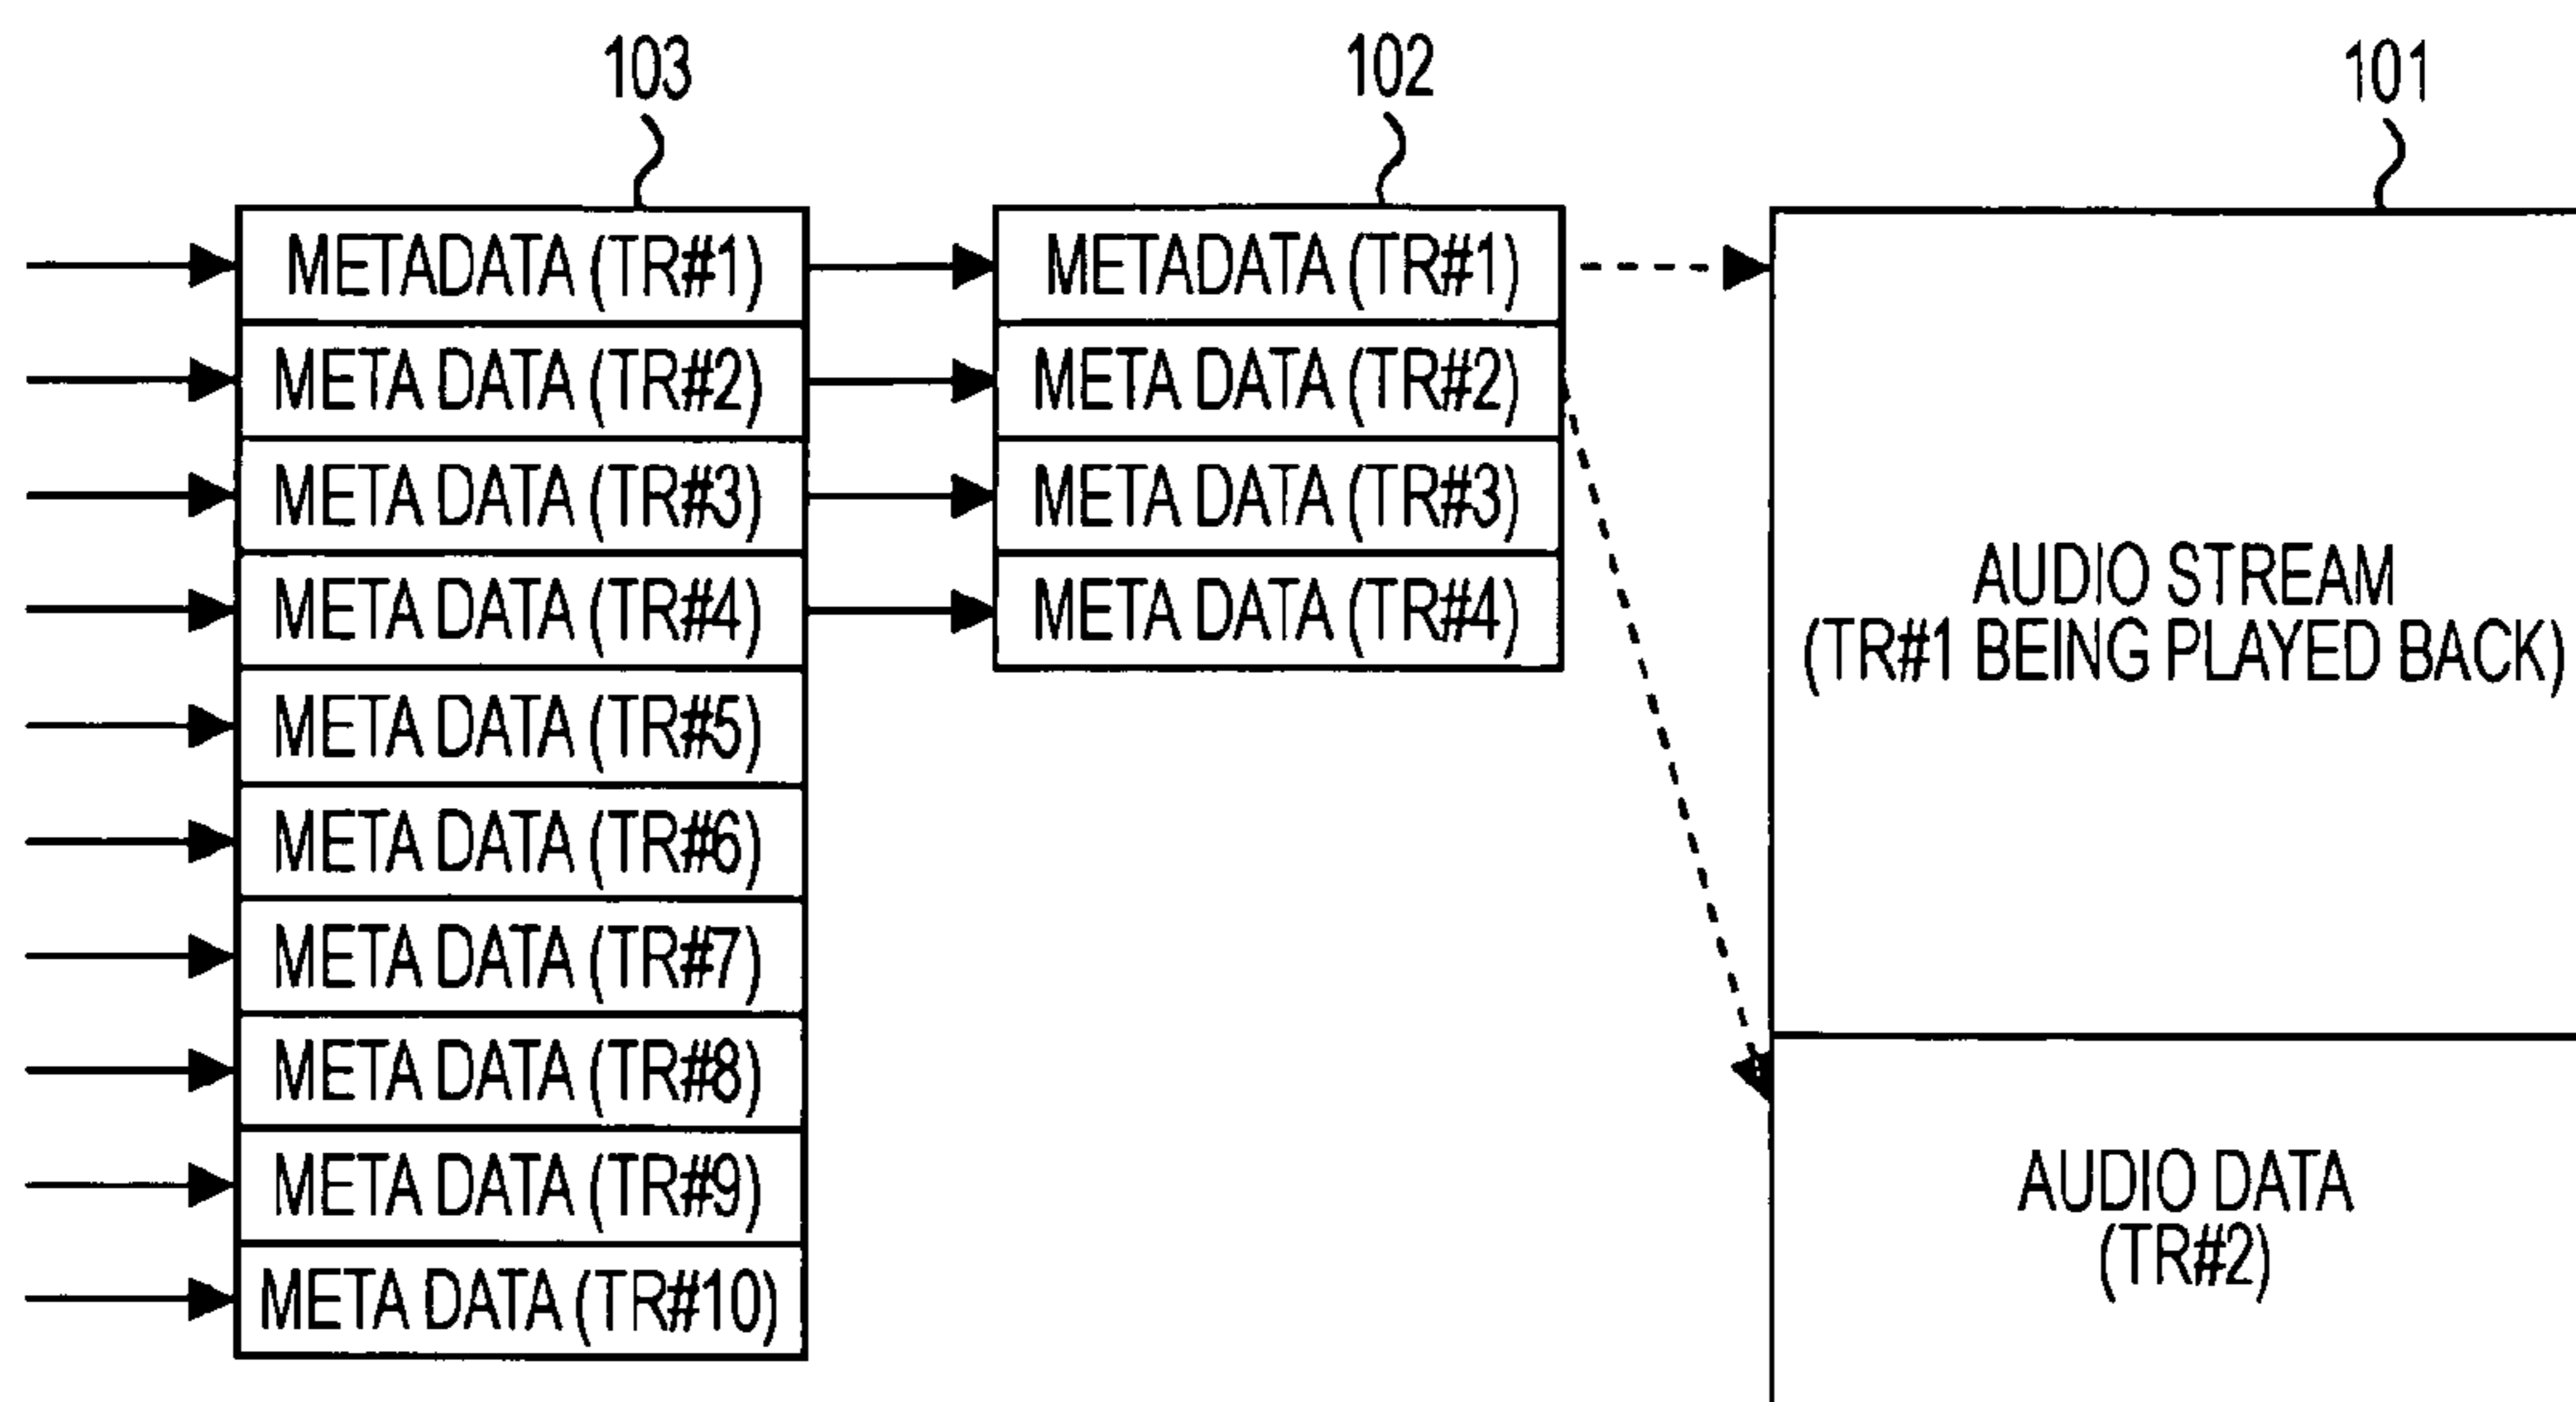 103
102
101
METADATA (TR#1)
META DATA (TR#2)
META DATA (TR#3)
META DATA (TR#4)
META DATA (TR#5)
META DATA (TR#6)
META DATA (TR#7)
META DATA (TR#8)
META DATA (TR#9)
META DATA (TR#10)
METADATA (TR#1)
META DATA (TR#2)
META DATA (TR#3)
META DATA (TR#4)
AUDIO STREAM
(TR#1 BEING PLAYED BACK)
AUDIO DATA
(TR#2)